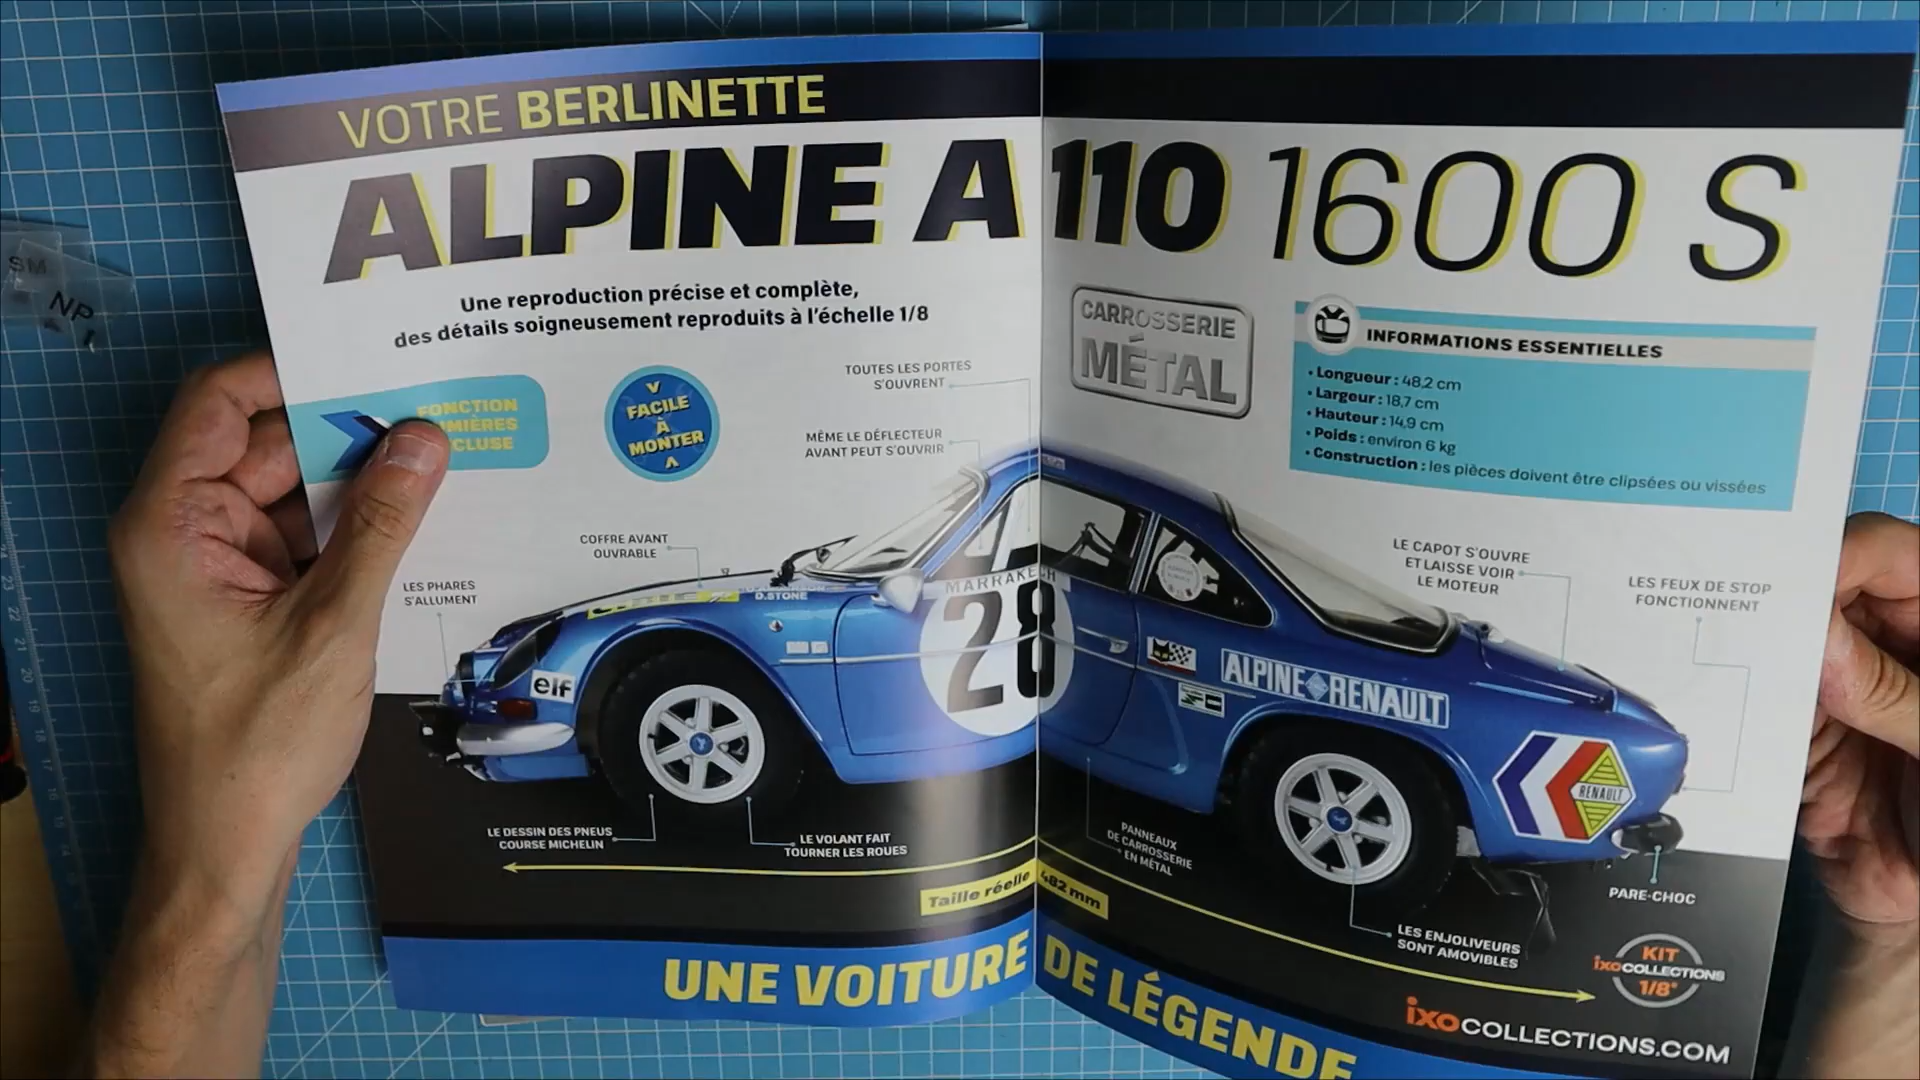 VOTRE BERLINETTE
ALPINE A 110 1600 S
Une reproduction précise et complète,
des détails soigneusement reproduits à l'échelle 1/8
CARROSSERIE
MÉTAL
INFORMATIONS ESSENTIELLES
• Longueur : 48,2 cm
• Largeur : 18,7 cm
• Hauteur : 14,9 cm
• Poids : environ 6 kg
• Construction : les pièces doivent être clipsées ou vissées
FONCTION
FACILE
À
MONTER
TOUTES LES PORTES
S'OUVRENT
MÊME LE DÉFLECTEUR
AVANT PEUT S'OUVRIR
COFFRE AVANT
OUVRABLE
LES PHARES
S'ALLUMENT
LE CAPOT S'OUVRE
ET LAISSE VOIR
LE MOTEUR
LES FEUX DE STOP
FONCTIONNENT
D.STONE
MARRAKECH
28
elf
ALPINE RENAULT
RENAULT
LE DESSIN DES PNEUS
COURSE MICHELIN
LE VOLANT FAIT
TOURNER LES ROUES
PANNEAUX
DE CARROSSERIE
EN MÉTAL
PARE-CHOC
LES ENJOLIVEURS
SONT AMOVIBLES
Taille réelle 482 mm
KIT
ixoCOLLECTIONS
1/8e
UNE VOITURE DE LÉGENDE
ixoCOLLECTIONS.COM
SM
NP